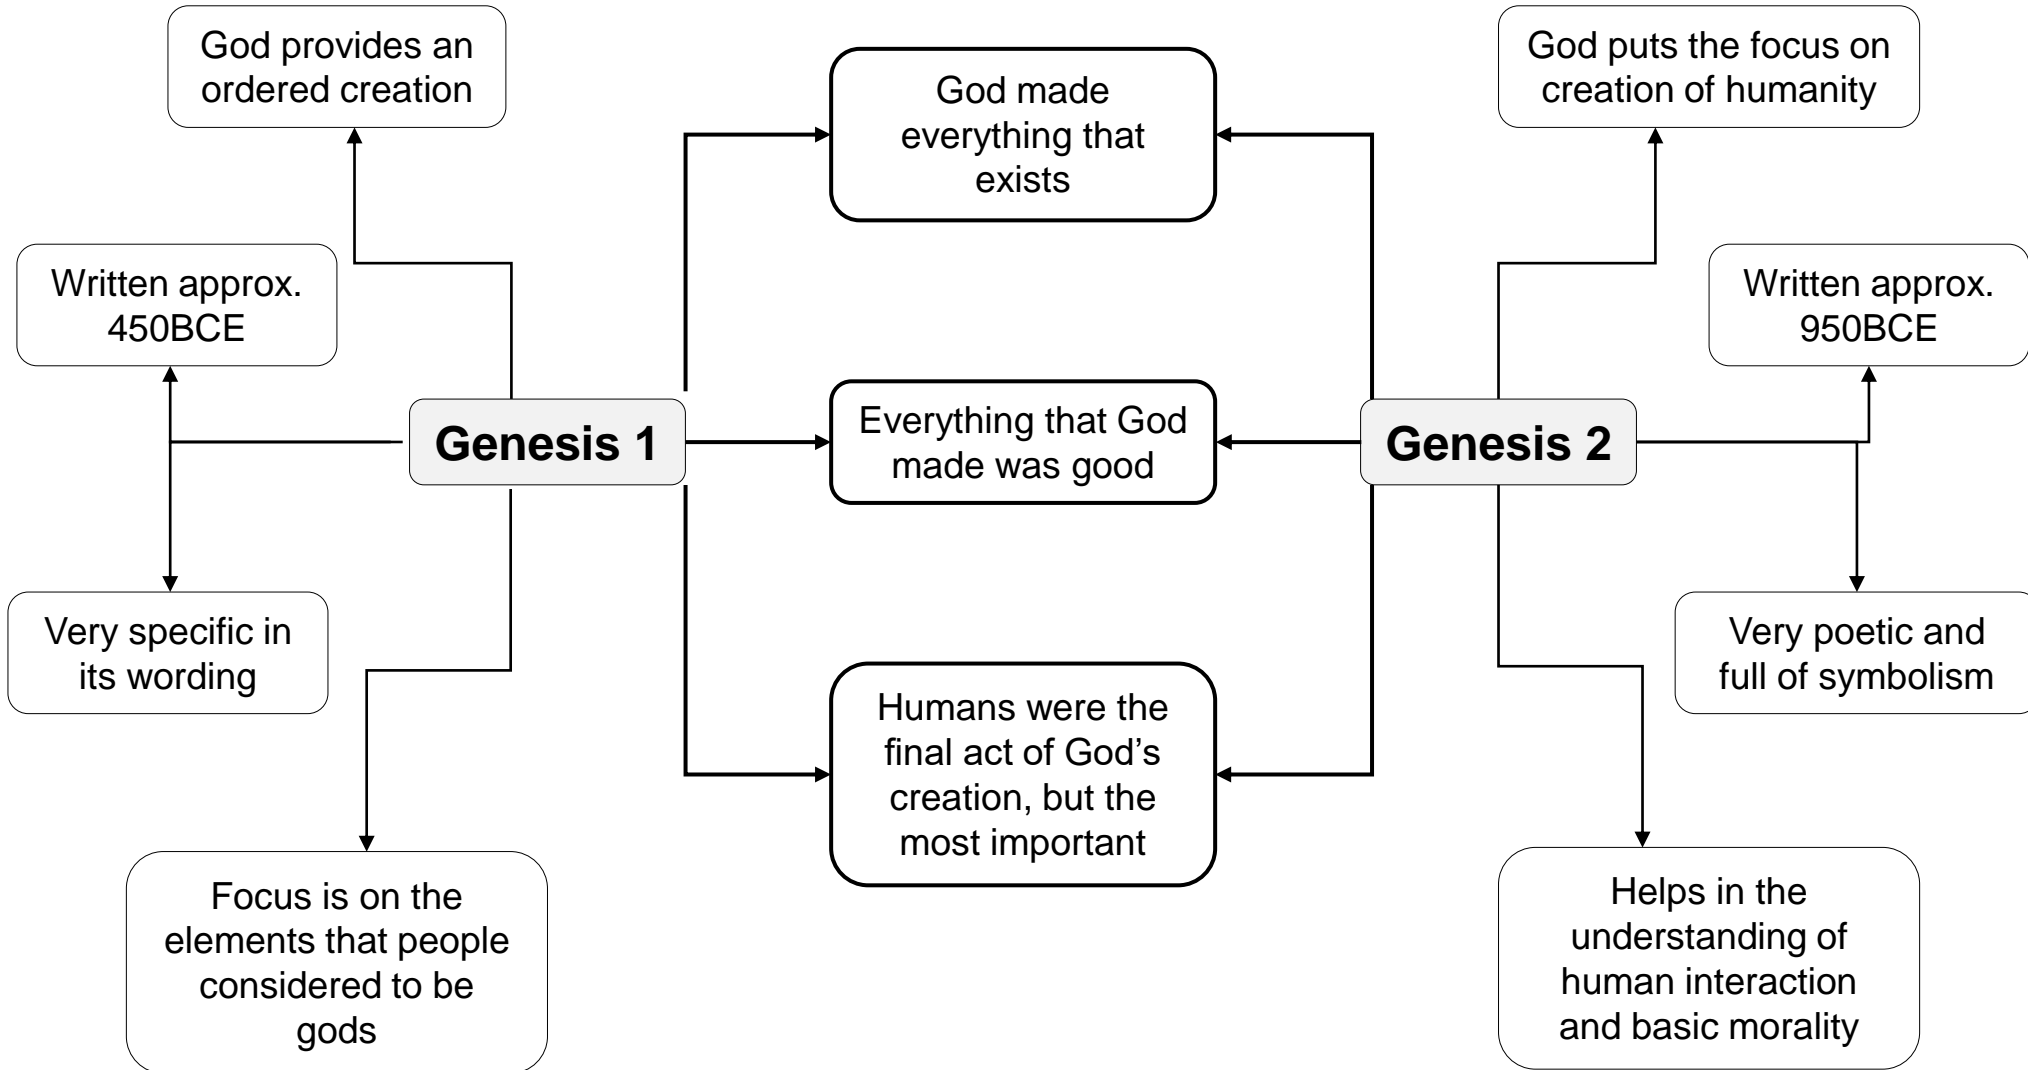 God provides an
ordered creation
God made
everything that
exists
God puts the focus on
creation of humanity
Written approx.
450BCE
Written approx.
950BCE
Genesis 1
Everything that God
made was good
Genesis 2
Very specific in
its wording
Very poetic and
full of symbolism
Humans were the
final act of God’s
creation, but the
most important
Focus is on the
elements that people
considered to be
gods
Helps in the
understanding of
human interaction
and basic morality